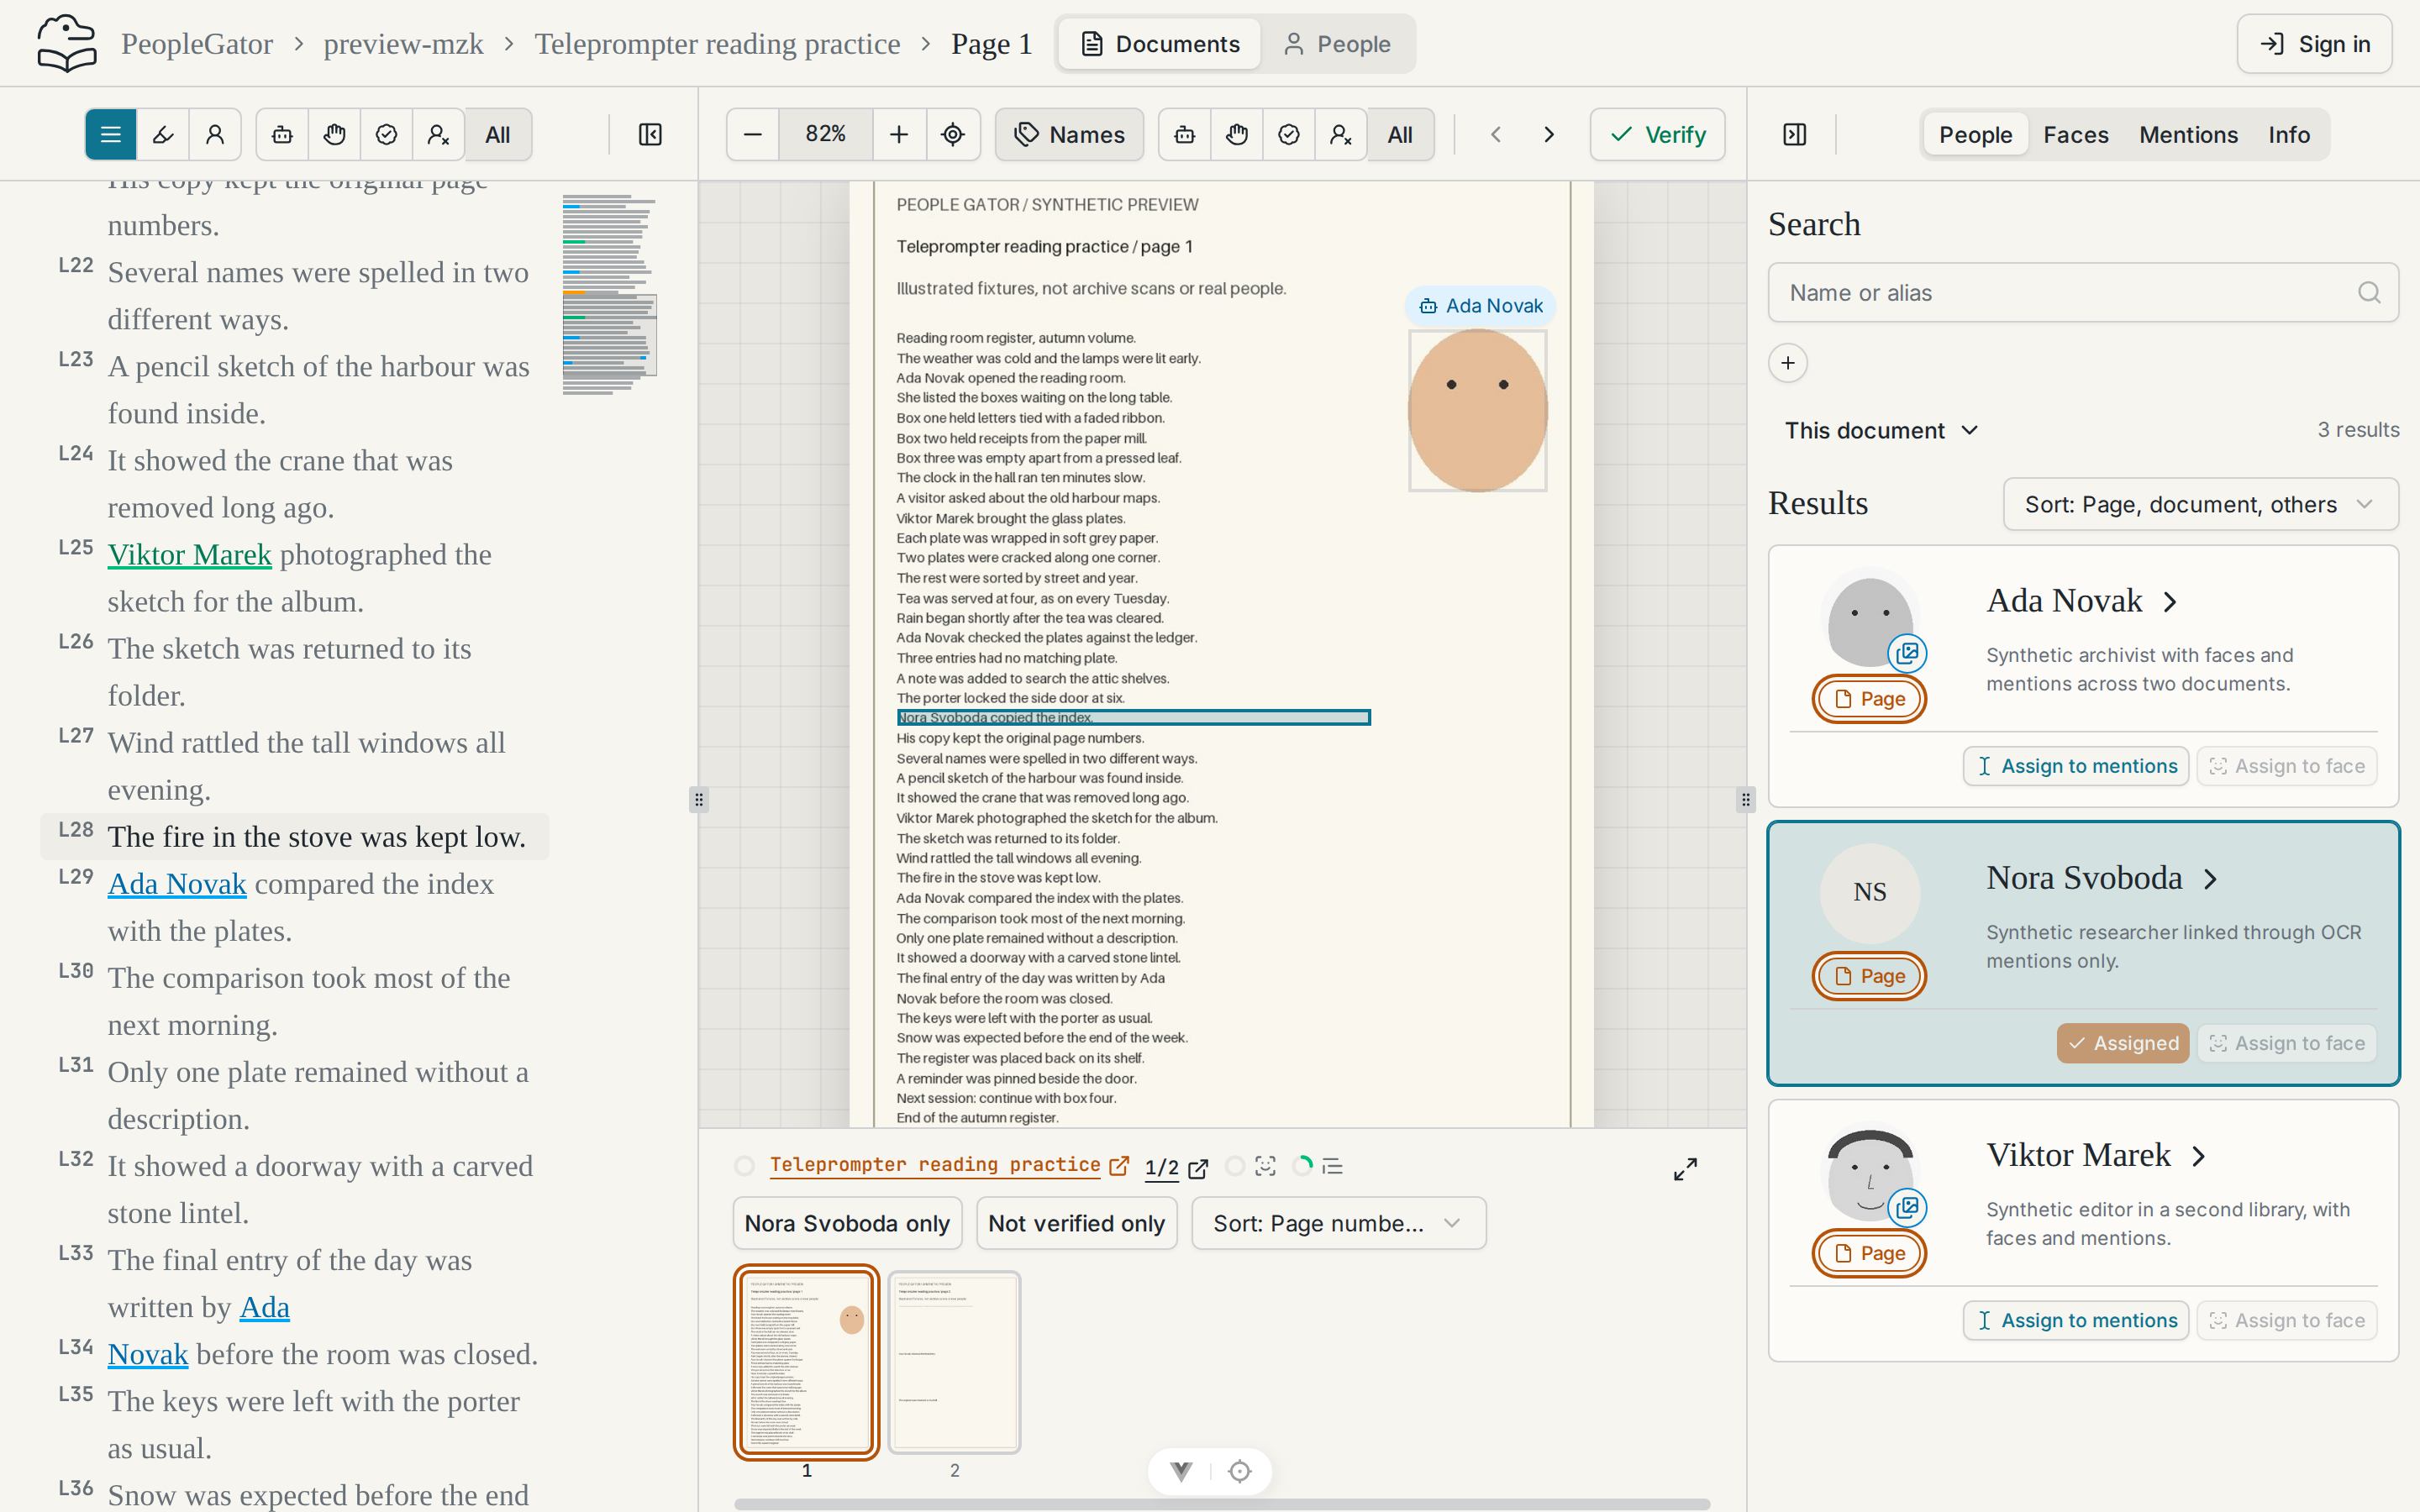 PeopleGator > preview-mzk > Teleprompter reading practice > Page 1
Documents
People
Sign in
All
82%
Names
All
Verify
People
Faces
Mentions
Info
His copy kept the original page
numbers.
L22 Several names were spelled in two
different ways.
L23 A pencil sketch of the harbour was
found inside.
L24 It showed the crane that was
removed long ago.
L25 Viktor Marek photographed the
sketch for the album.
L26 The sketch was returned to its
folder.
L27 Wind rattled the tall windows all
evening.
L28 The fire in the stove was kept low.
L29 Ada Novak compared the index
with the plates.
L30 The comparison took most of the
next morning.
L31 Only one plate remained without a
description.
L32 It showed a doorway with a carved
stone lintel.
L33 The final entry of the day was
written by Ada
L34 Novak before the room was closed.
L35 The keys were left with the porter
as usual.
L36 Snow was expected before the end
PEOPLE GATOR / SYNTHETIC PREVIEW
Teleprompter reading practice / page 1
Illustrated fixtures, not archive scans or real people.
Ada Novak
Reading room register, autumn volume.
The weather was cold and the lamps were lit early.
Ada Novak opened the reading room.
She listed the boxes waiting on the long table.
Box one held letters tied with a faded ribbon.
Box two held receipts from the paper mill.
Box three was empty apart from a pressed leaf.
The clock in the hall ran ten minutes slow.
A visitor asked about the old harbour maps.
Viktor Marek brought the glass plates.
Each plate was wrapped in soft grey paper.
Two plates were cracked along one corner.
The rest were sorted by street and year.
Tea was served at four, as on every Tuesday.
Rain began shortly after the tea was cleared.
Ada Novak checked the plates against the ledger.
Three entries had no matching plate.
A note was added to search the attic shelves.
The porter locked the side door at six.
Nora Svoboda copied the index.
His copy kept the original page numbers.
Several names were spelled in two different ways.
A pencil sketch of the harbour was found inside.
It showed the crane that was removed long ago.
Viktor Marek photographed the sketch for the album.
The sketch was returned to its folder.
Wind rattled the tall windows all evening.
The fire in the stove was kept low.
Ada Novak compared the index with the plates.
The comparison took most of the next morning.
Only one plate remained without a description.
It showed a doorway with a carved stone lintel.
The final entry of the day was written by Ada
Novak before the room was closed.
The keys were left with the porter as usual.
Snow was expected before the end of the week.
The register was placed back on its shelf.
A reminder was pinned beside the door.
Next session: continue with box four.
End of the autumn register.
Teleprompter reading practice
1/2
Nora Svoboda only
Not verified only
Sort: Page numbe...
1
2
Search
Name or alias
This document
3 results
Results
Sort: Page, document, others
Ada Novak
Synthetic archivist with faces and
mentions across two documents.
Page
Assign to mentions
Assign to face
NS
Nora Svoboda
Synthetic researcher linked through OCR
mentions only.
Page
Assigned
Assign to face
Viktor Marek
Synthetic editor in a second library, with
faces and mentions.
Page
Assign to mentions
Assign to face